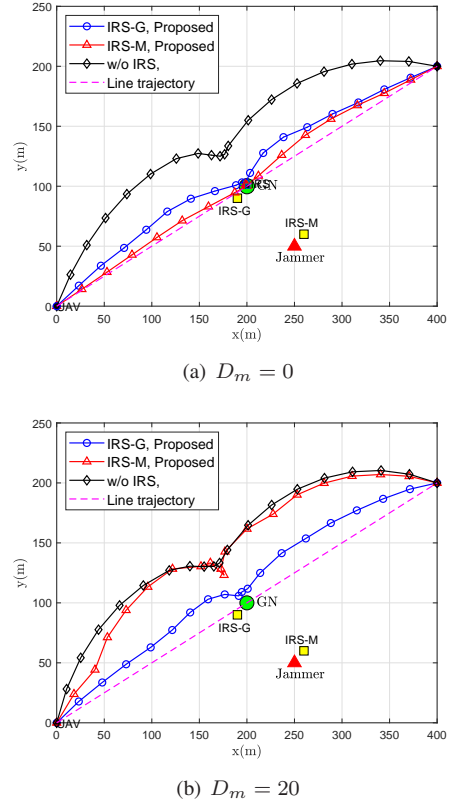 IRS-G, Proposed
IRS-M, Proposed
w/o IRS,
Line trajectory
250
200
150
100
50
0
y(m)
UAV
IRS
GN
IRS-G
IRS-M
Jammer
0 50 100 150 200 250 300 350 400
x(m)
(a) D_m = 0
IRS-G, Proposed
IRS-M, Proposed
w/o IRS,
Line trajectory
250
200
150
100
50
0
y(m)
UAV
GN
IRS-G
IRS-M
Jammer
0 50 100 150 200 250 300 350 400
x(m)
(b) D_m = 20